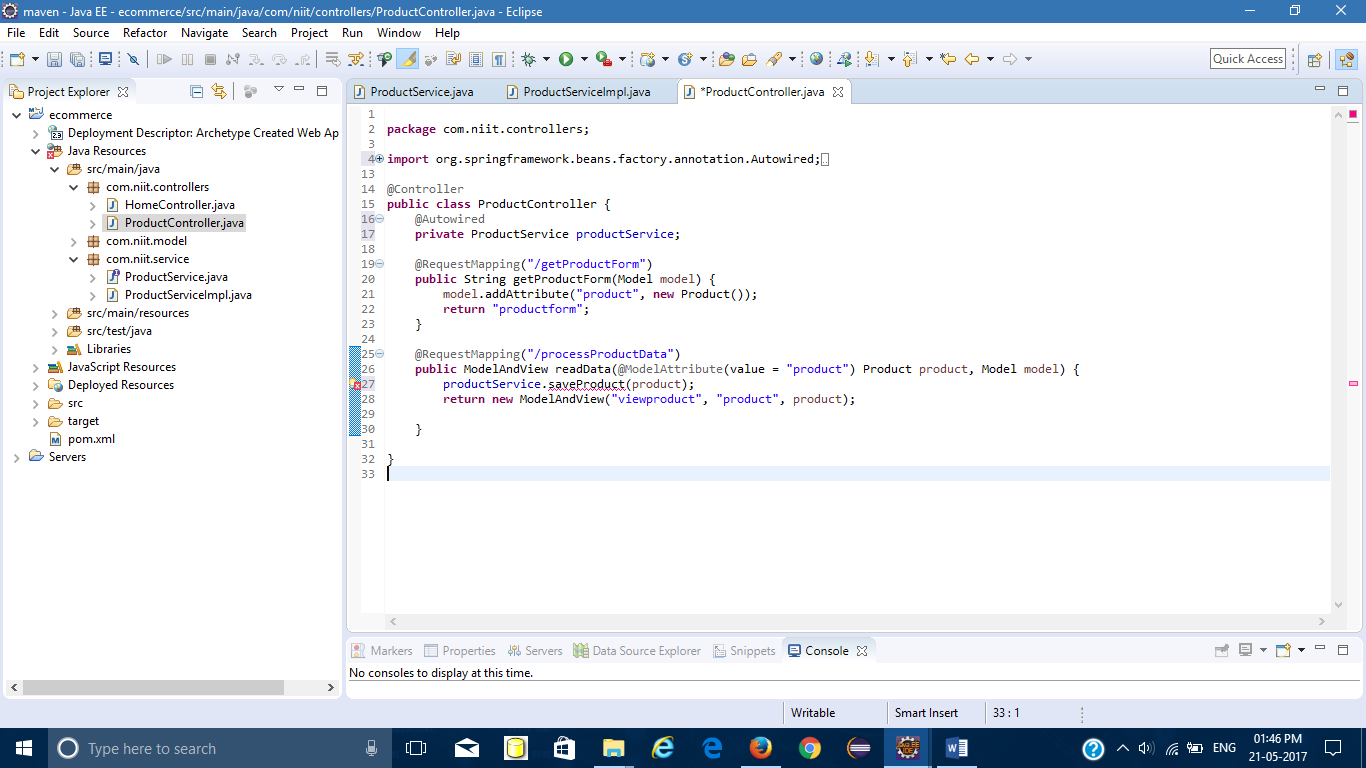 maven - Java EE - ecommerce/src/main/java/com/niit/controllers/ProductController.java - Eclipse
File Edit Source Refactor Navigate Search Project Run Window Help
Quick Access
Project Explorer
ecommerce
Deployment Descriptor: Archetype Created Web Ap
Java Resources
src/main/java
com.niit.controllers
HomeController.java
ProductController.java
com.niit.model
com.niit.service
ProductService.java
ProductServiceImpl.java
src/main/resources
src/test/java
Libraries
JavaScript Resources
Deployed Resources
src
target
pom.xml
Servers
ProductService.java ProductServiceImpl.java *ProductController.java
1
2 package com.niit.controllers;
3
4 import org.springframework.beans.factory.annotation.Autowired;
13
14 @Controller
15 public class ProductController {
16 @Autowired
17 private ProductService productService;
18
19 @RequestMapping("/getProductForm")
20 public String getProductForm(Model model) {
21 model.addAttribute("product", new Product());
22 return "productform";
23 }
24
25 @RequestMapping("/processProductData")
26 public ModelAndView readData(@ModelAttribute(value = "product") Product product, Model model) {
27 productService.saveProduct(product);
28 return new ModelAndView("viewproduct", "product", product);
29
30 }
31
32 }
33
Markers Properties Servers Data Source Explorer Snippets Console
No consoles to display at this time.
Writable Smart Insert 33 : 1
Type here to search
ENG
01:46 PM
21-05-2017